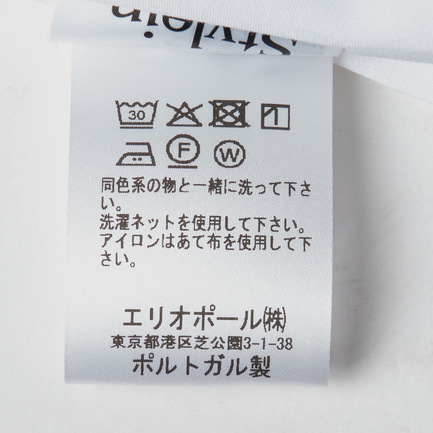 Stylein
30
F
W
同色系の物と一緒に洗って下さ
い。
洗濯ネットを使用して下さい。
アイロンはあて布を使用して下
さい。
エリオポール㈱
東京都港区芝公園3-1-38
ポルトガル製